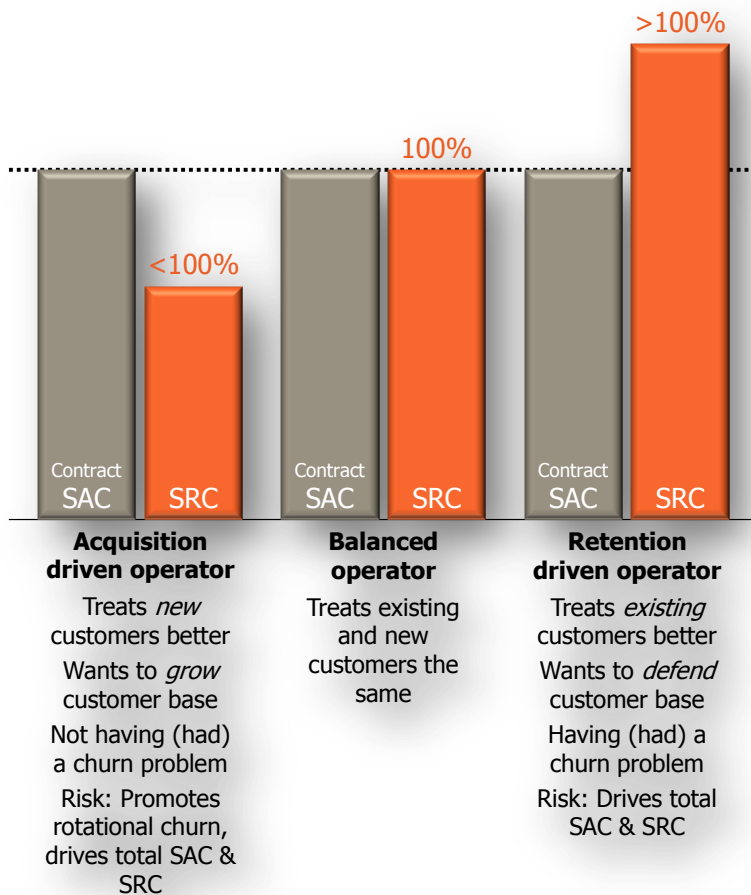 >100%
100%
<100%
Contract
SAC
SRC
Contract
SAC
SRC
Contract
SAC
SRC
Acquisition
driven operator
Treats new
customers better
Wants to grow
customer base
Not having (had)
a churn problem
Risk: Promotes
rotational churn,
drives total SAC &
SRC
Balanced
operator
Treats existing
and new
customers the
same
Retention
driven operator
Treats existing
customers better
Wants to defend
customer base
Having (had) a
churn problem
Risk: Drives total
SAC & SRC